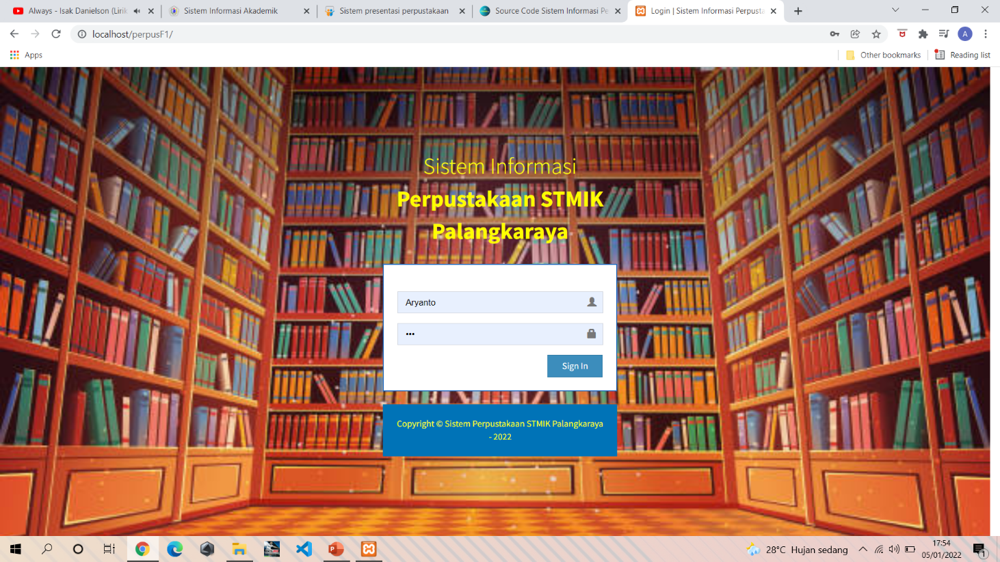 Always - Isak Danielson (Lirik
Sistem Informasi Akademik
Sistem presentasi perpustakaan
Source Code Sistem Informasi Pe
Login | Sistem Informasi Perpusta
localhost/perpusF1/
A
Apps
Other bookmarks
Reading list
Sistem Informasi
Perpustakaan STMIK
Palangkaraya
Aryanto
•••
Sign In
Copyright © Sistem Perpustakaan STMIK Palangkaraya
- 2022
28°C Hujan sedang
17:54
05/01/2022
1